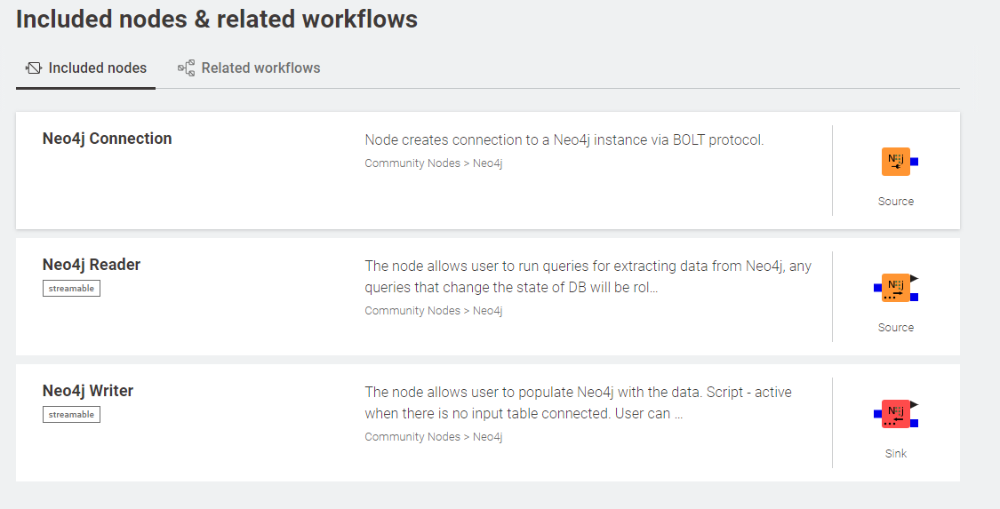 Included nodes & related workflows
Included nodes
Related workflows
Neo4j Connection
Node creates connection to a Neo4j instance via BOLT protocol.
Community Nodes > Neo4j
Source
Neo4j Reader
streamable
The node allows user to run queries for extracting data from Neo4j, any
queries that change the state of DB will be rol...
Community Nodes > Neo4j
Source
Neo4j Writer
streamable
The node allows user to populate Neo4j with the data. Script - active
when there is no input table connected. User can ...
Community Nodes > Neo4j
Sink